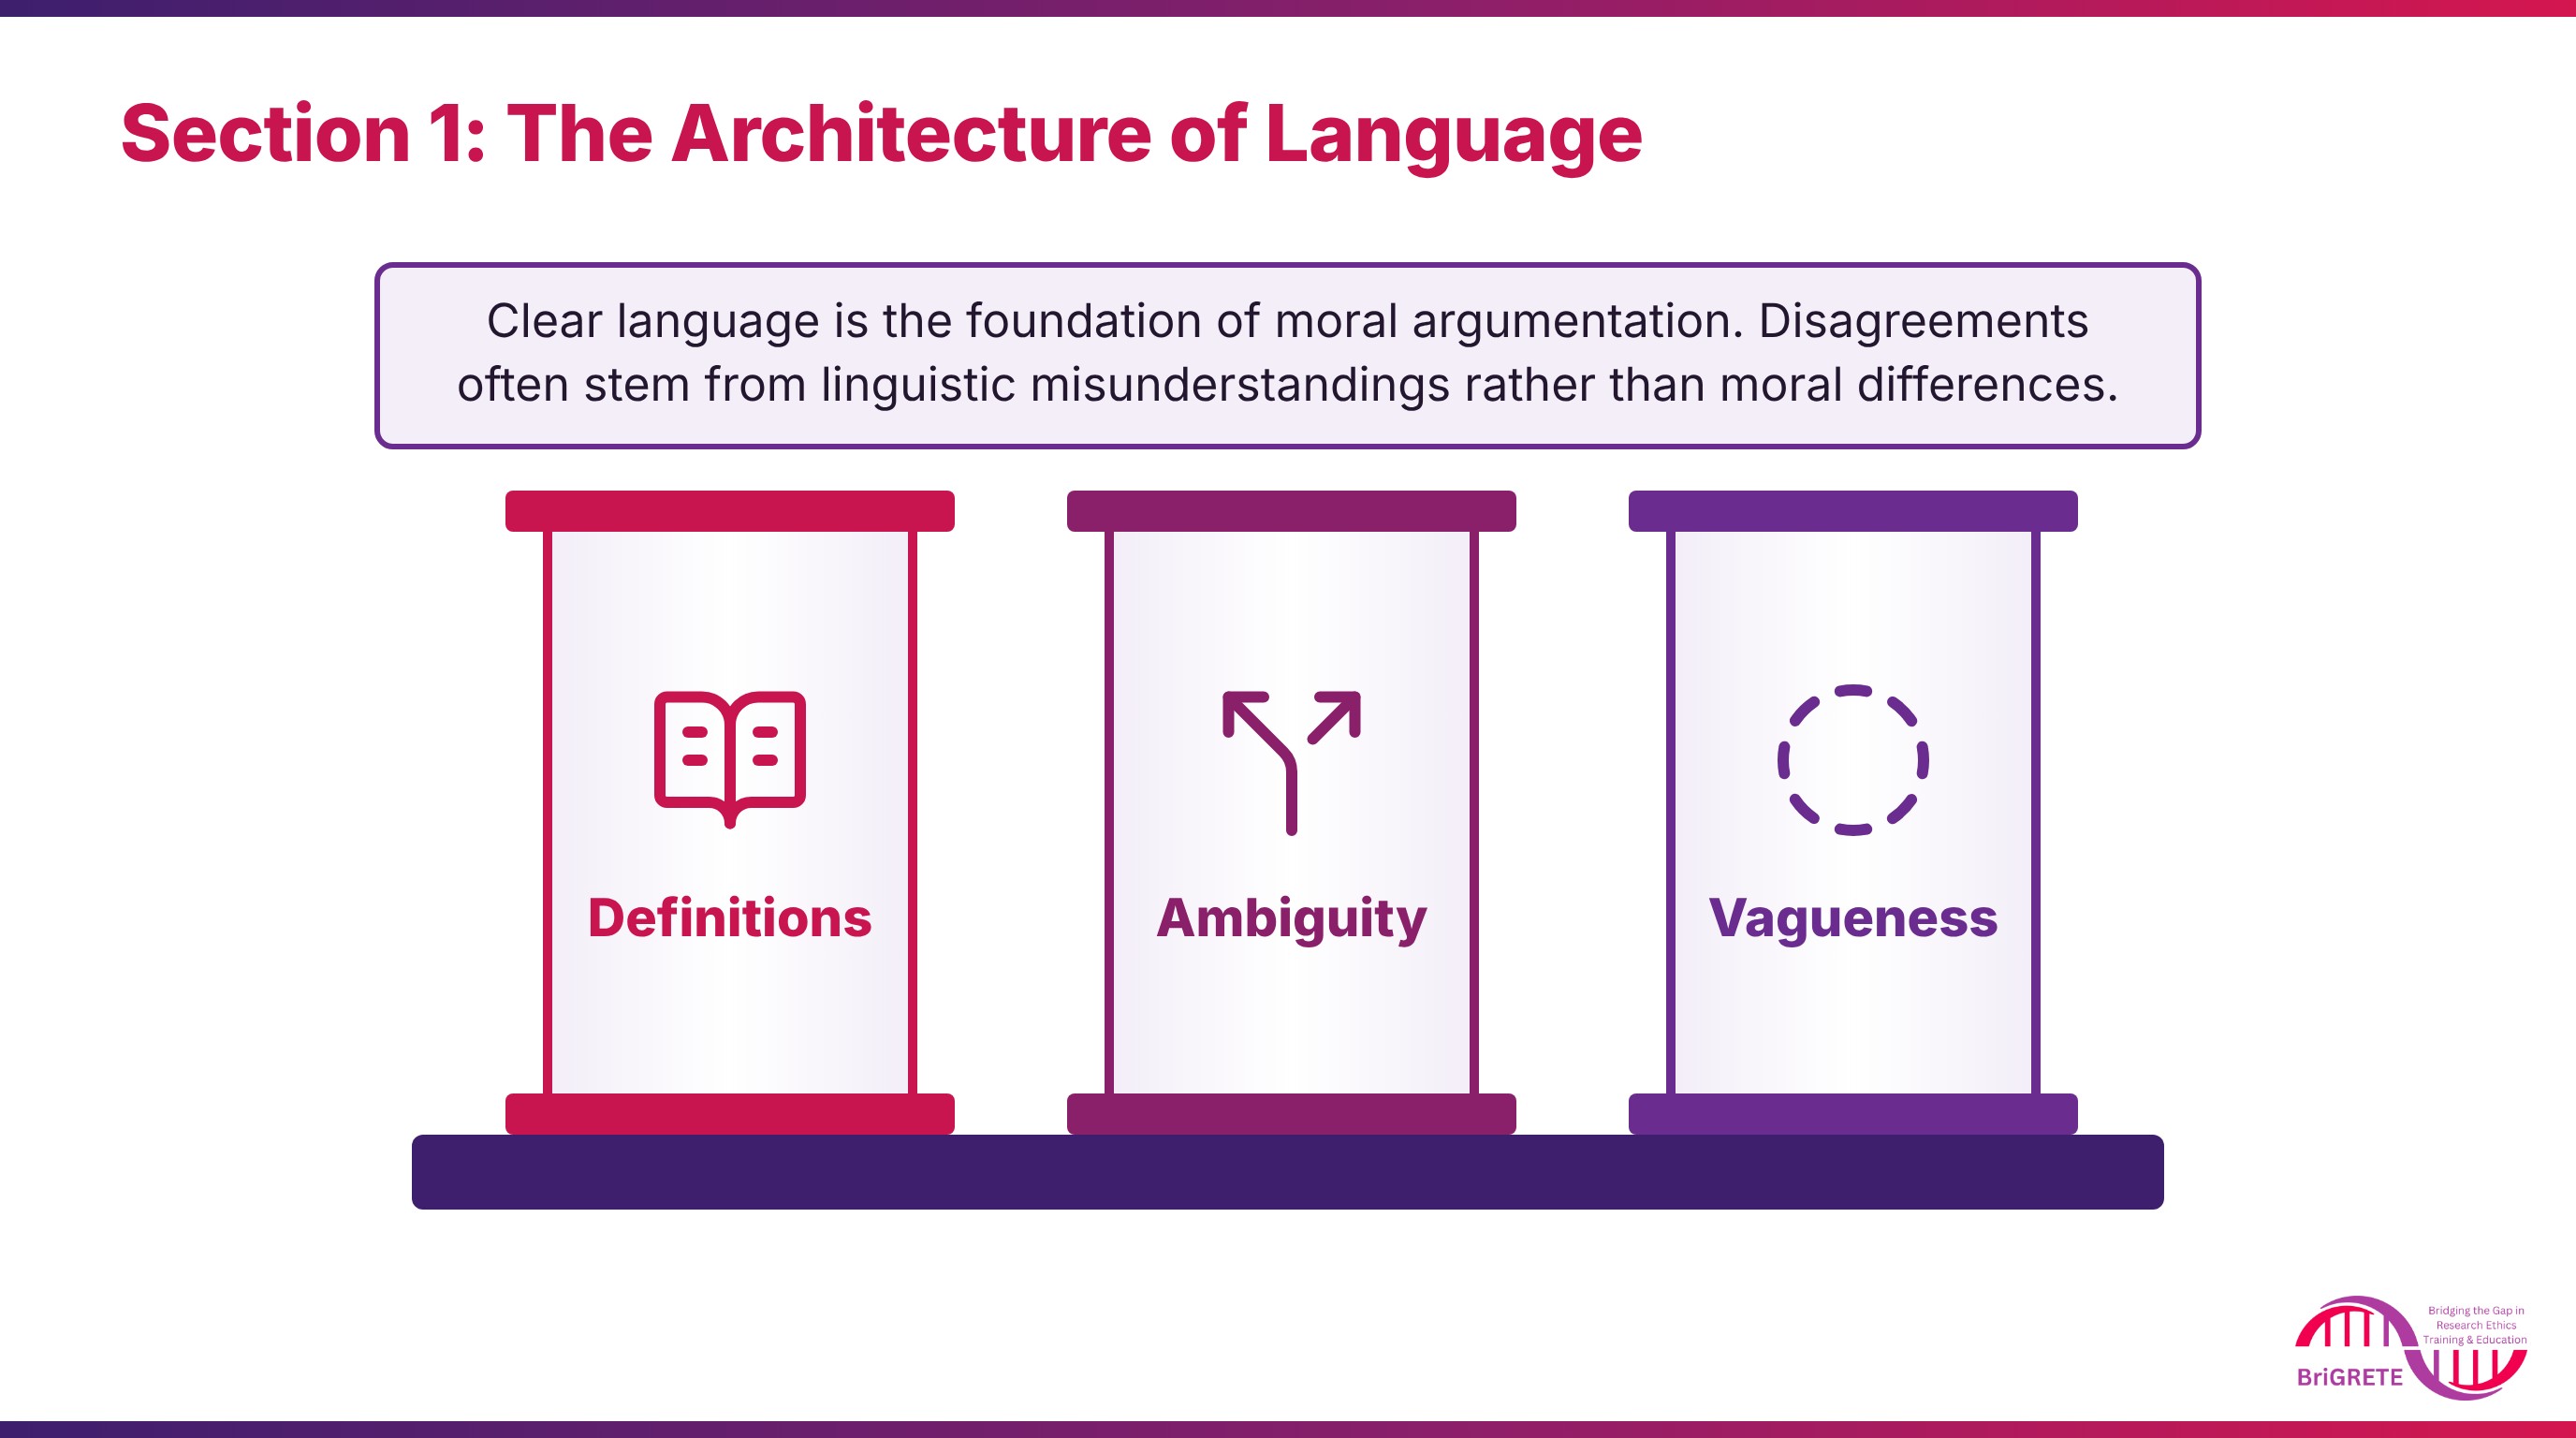 Section 1: The Architecture of Language
Clear language is the foundation of moral argumentation. Disagreements
often stem from linguistic misunderstandings rather than moral differences.
Definitions
Ambiguity
Vagueness
Bridging the Gap in
Research Ethics
Training & Education
BriGRETE